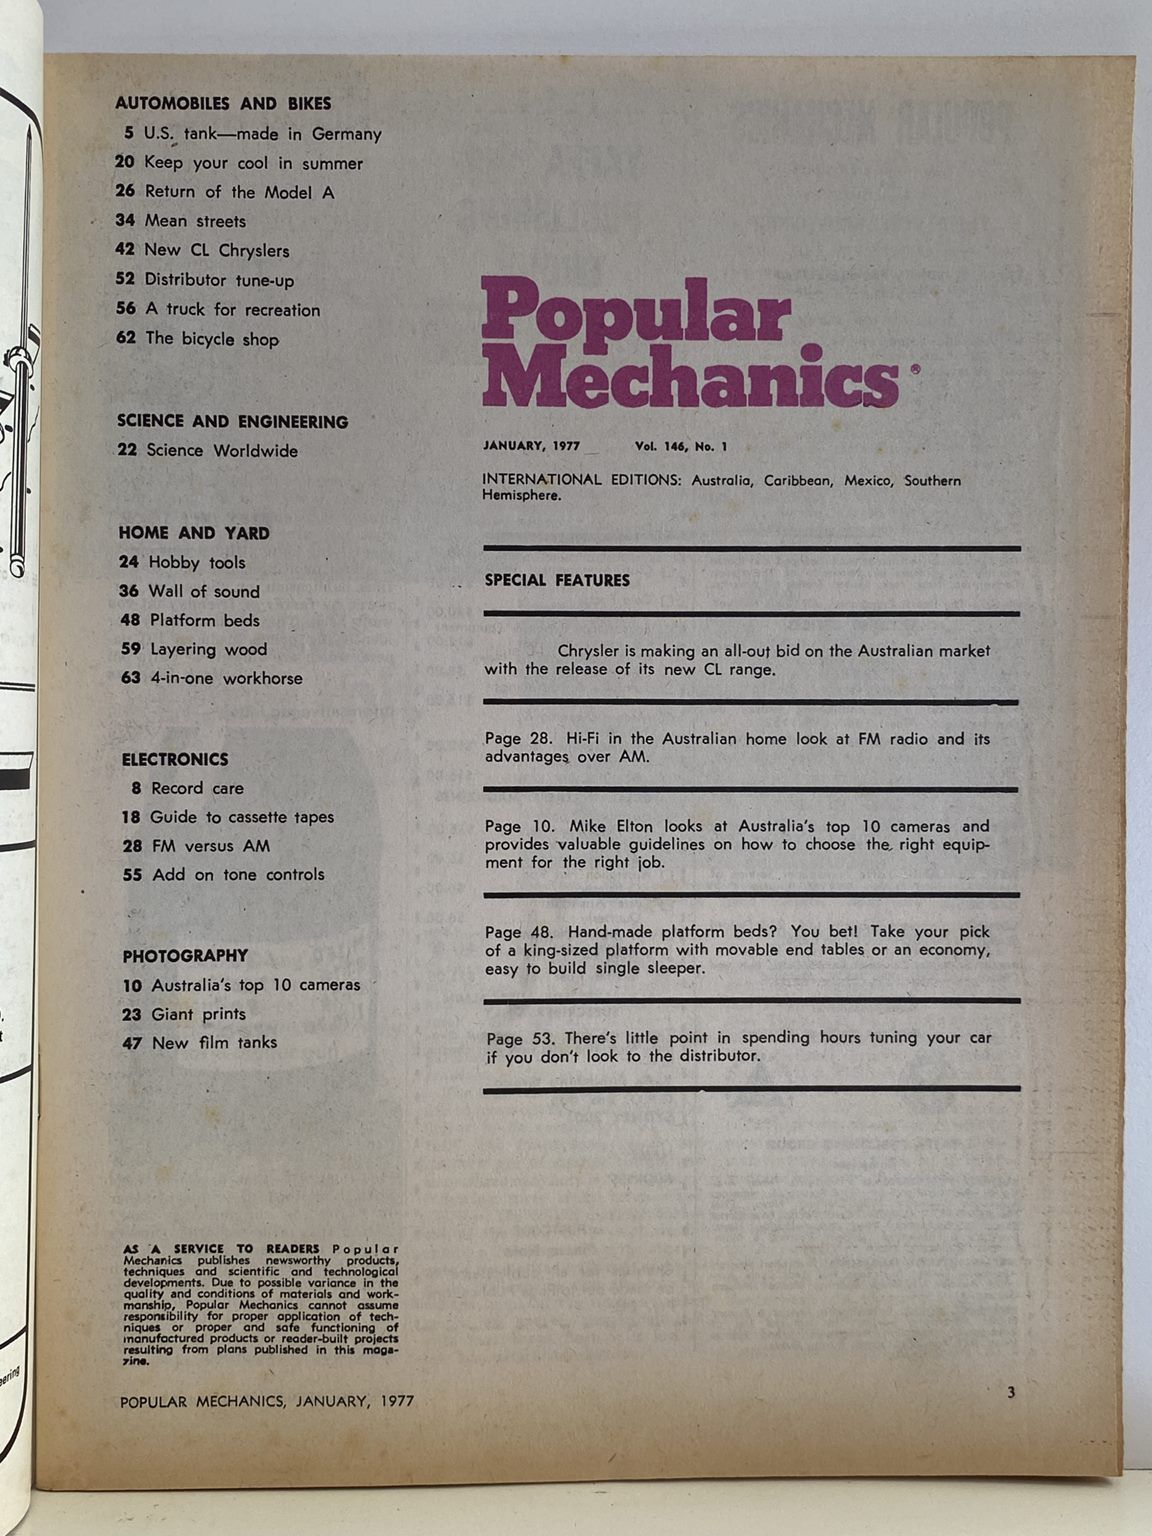 AUTOMOBILES AND BIKES
5 U.S. tank—made in Germany
20 Keep your cool in summer
26 Return of the Model A
34 Mean streets
42 New CL Chryslers
52 Distributor tune-up
56 A truck for recreation
62 The bicycle shop
SCIENCE AND ENGINEERING
22 Science Worldwide
HOME AND YARD
24 Hobby tools
36 Wall of sound
48 Platform beds
59 Layering wood
63 4-in-one workhorse
ELECTRONICS
8 Record care
18 Guide to cassette tapes
28 FM versus AM
55 Add on tone controls
PHOTOGRAPHY
10 Australia's top 10 cameras
23 Giant prints
47 New film tanks
AS A SERVICE TO READERS Popular
Mechanics publishes newsworthy products,
techniques and scientific and technological
developments. Due to possible variance in the
quality and conditions of materials and work-
manship, Popular Mechanics cannot assume
responsibility for proper application of tech-
niques or proper and safe functioning of
manufactured products or reader-built projects
resulting from plans published in this maga-
zine.
Popular
Mechanics®
JANUARY, 1977 Vol. 146, No. 1
INTERNATIONAL EDITIONS: Australia, Caribbean, Mexico, Southern
Hemisphere.
SPECIAL FEATURES
Chrysler is making an all-out bid on the Australian market
with the release of its new CL range.
Page 28. Hi-Fi in the Australian home look at FM radio and its
advantages over AM.
Page 10. Mike Elton looks at Australia's top 10 cameras and
provides valuable guidelines on how to choose the right equip-
ment for the right job.
Page 48. Hand-made platform beds? You bet! Take your pick
of a king-sized platform with movable end tables or an economy,
easy to build single sleeper.
Page 53. There's little point in spending hours tuning your car
if you don't look to the distributor.
POPULAR MECHANICS, JANUARY, 1977
3